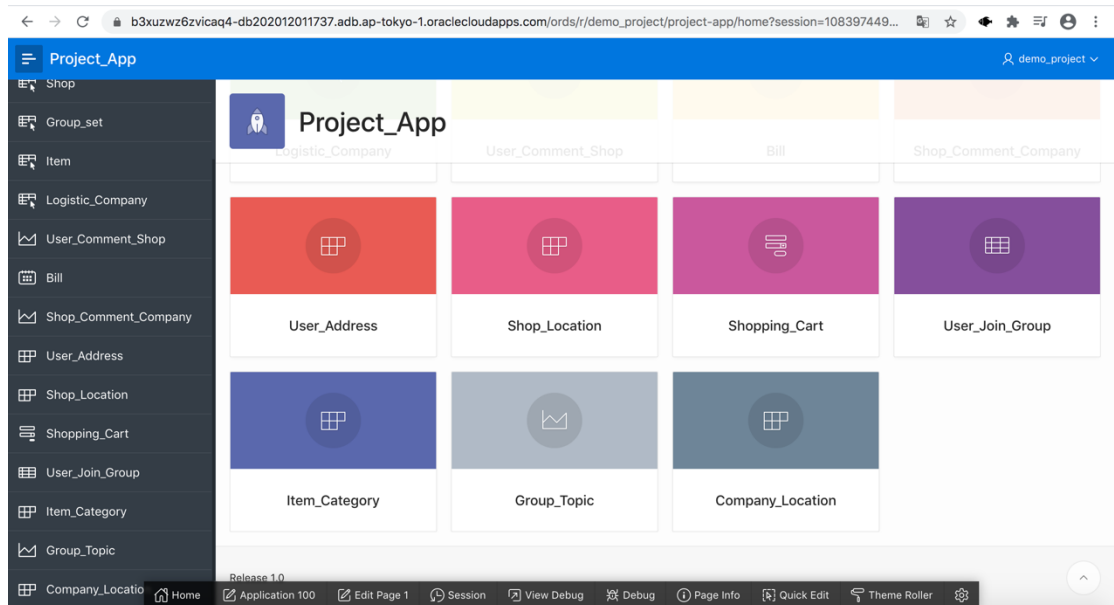 b3xuzwz6zvicaq4-db202012011737.adb.ap-tokyo-1.oraclecloudapps.com/ords/r/demo_project/project-app/home?session=108397449...
Project_App
demo_project
Shop
Group_set
Item
Logistic_Company
User_Comment_Shop
Bill
Shop_Comment_Company
User_Address
Shop_Location
Shopping_Cart
User_Join_Group
Item_Category
Group_Topic
Company_Locatio
Project_App
Logistic_Company
User_Comment_Shop
Bill
Shop_Comment_Company
User_Address
Shop_Location
Shopping_Cart
User_Join_Group
Item_Category
Group_Topic
Company_Location
Release 1.0
Home
Application 100
Edit Page 1
Session
View Debug
Debug
Page Info
Quick Edit
Theme Roller